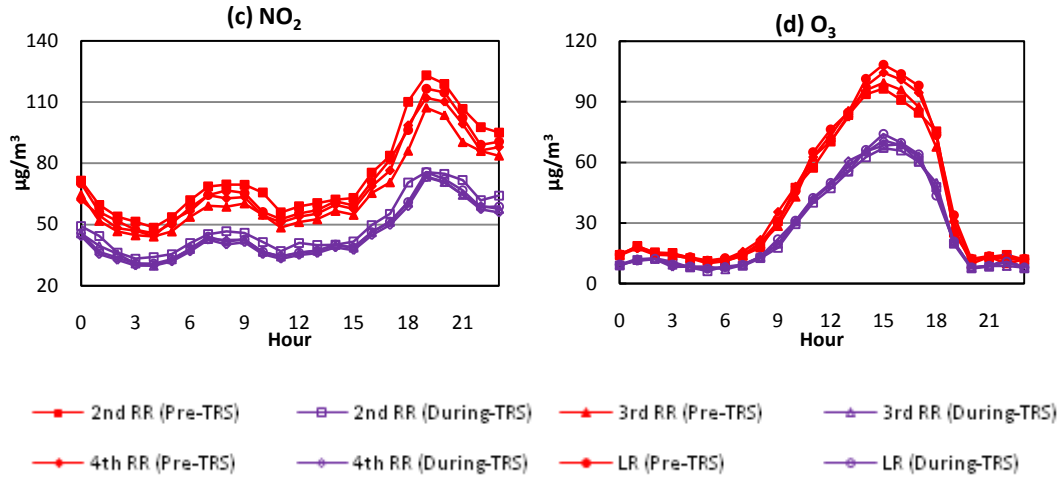 (c) NO₂
140
110
80
50
20
µg/m³
0 3 6 9 12 15 18 21
Hour
(d) O₃
120
90
60
30
0
µg/m³
0 3 6 9 12 15 18 21
Hour
2nd RR (Pre-TRS) 2nd RR (During-TRS) 3rd RR (Pre-TRS) 3rd RR (During-TRS)
4th RR (Pre-TRS) 4th RR (During-TRS) LR (Pre-TRS) LR (During-TRS)